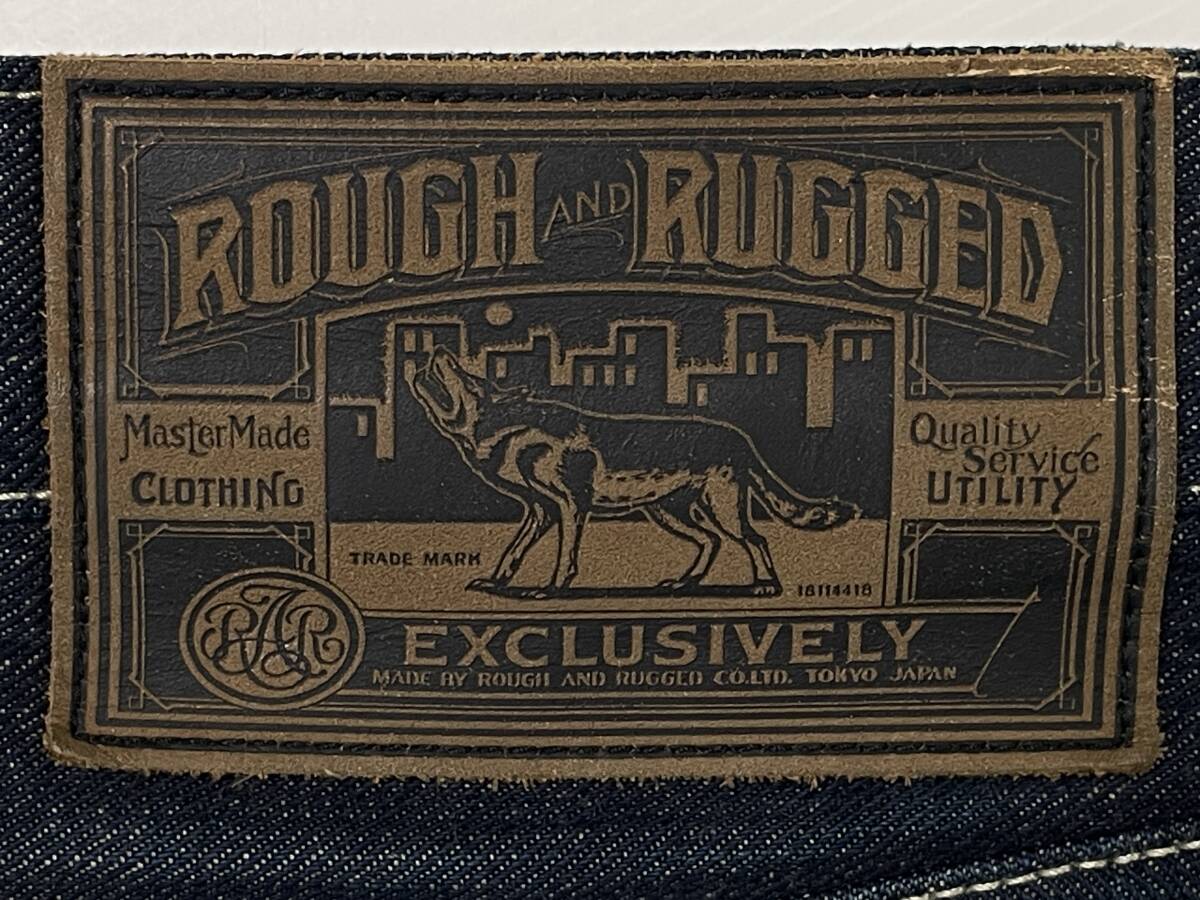 ROUGH AND RUGGED
MasterMade
CLOTHING
Quality
Service
UTILITY
TRADE MARK
18114418
RAR
EXCLUSIVELY
MADE BY ROUGH AND RUGGED CO.LTD. TOKYO JAPAN